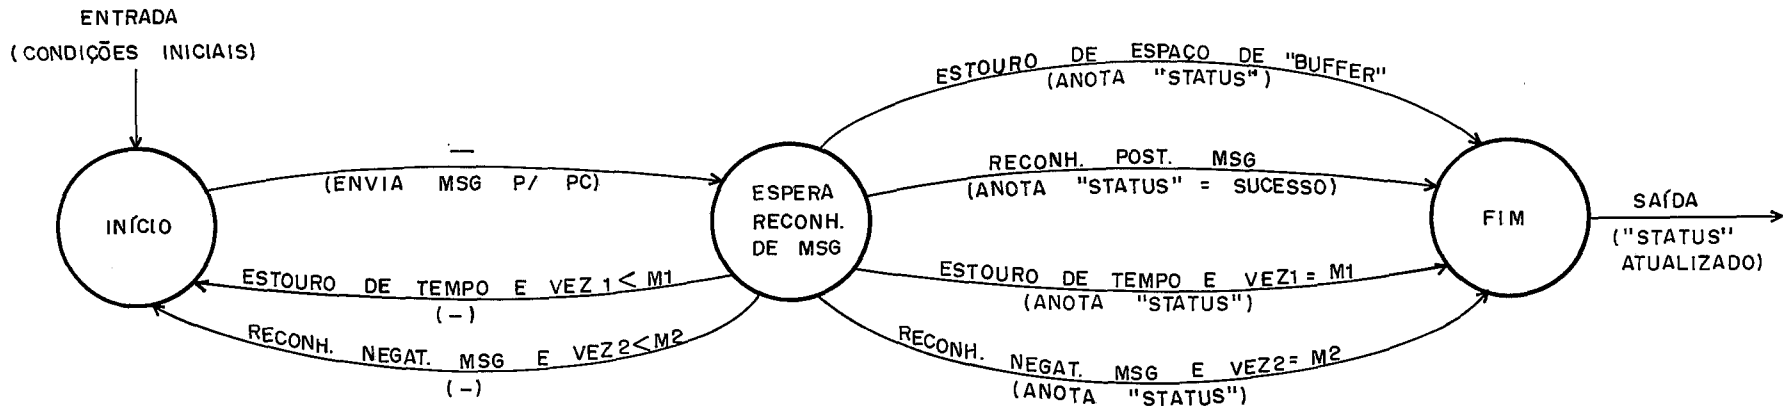 ENTRADA
(CONDIÇÕES INICIAIS)
INÍCIO
—
(ENVIA MSG P/ PC)
ESTOURO DE TEMPO E VEZ1<M1
(-)
RECONH. NEGAT. MSG E VEZ2<M2
(-)
ESPERA
RECONH.
DE MSG
ESTOURO DE ESPAÇO DE "BUFFER"
(ANOTA "STATUS")
RECONH. POST. MSG
(ANOTA "STATUS" = SUCESSO)
ESTOURO DE TEMPO E VEZ1=M1
(ANOTA "STATUS")
RECONH. NEGAT. MSG E VEZ2=M2
(ANOTA "STATUS")
FIM
SAÍDA
("STATUS"
ATUALIZADO)